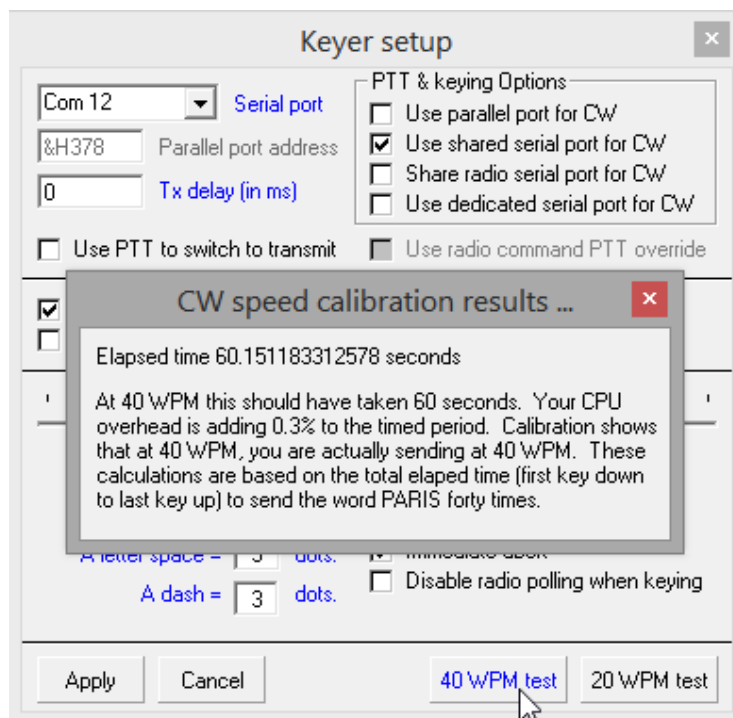 Keyer setup
Com 12 Serial port
&H378 Parallel port address
0 Tx delay (in ms)
PTT & keying Options
Use parallel port for CW
Use shared serial port for CW
Share radio serial port for CW
Use dedicated serial port for CW
Use PTT to switch to transmit
Use radio command PTT override
CW speed calibration results ...
Elapsed time 60.151183312578 seconds
At 40 WPM this should have taken 60 seconds. Your CPU
overhead is adding 0.3% to the timed period. Calibration shows
that at 40 WPM, you are actually sending at 40 WPM. These
calculations are based on the total elaped time (first key down
to last key up) to send the word PARIS forty times.
A letter space = 3 dots.
A dash = 3 dots.
Immediate abort
Disable radio polling when keying
Apply Cancel 40 WPM test 20 WPM test